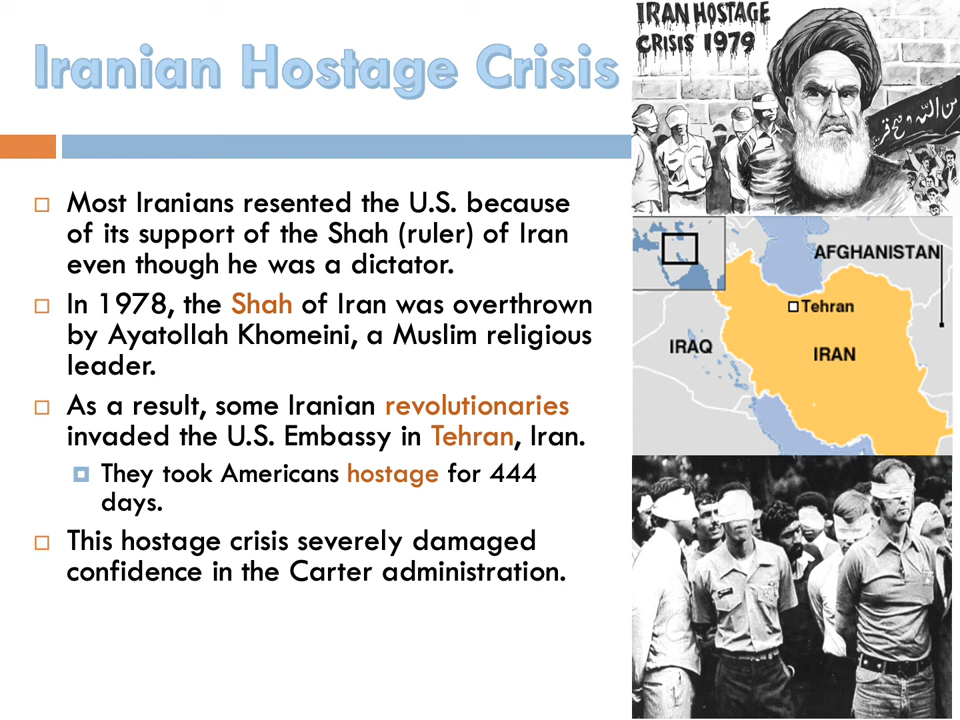 Iranian Hostage Crisis
Most Iranians resented the U.S. because
of its support of the Shah (ruler) of Iran
even though he was a dictator.
In 1978, the Shah of Iran was overthrown
by Ayatollah Khomeini, a Muslim religious
leader.
As a result, some Iranian revolutionaries
invaded the U.S. Embassy in Tehran, Iran.
They took Americans hostage for 444
days.
This hostage crisis severely damaged
confidence in the Carter administration.
IRAN HOSTAGE
CRISIS 1979
AFGHANISTAN
Tehran
IRAQ
IRAN